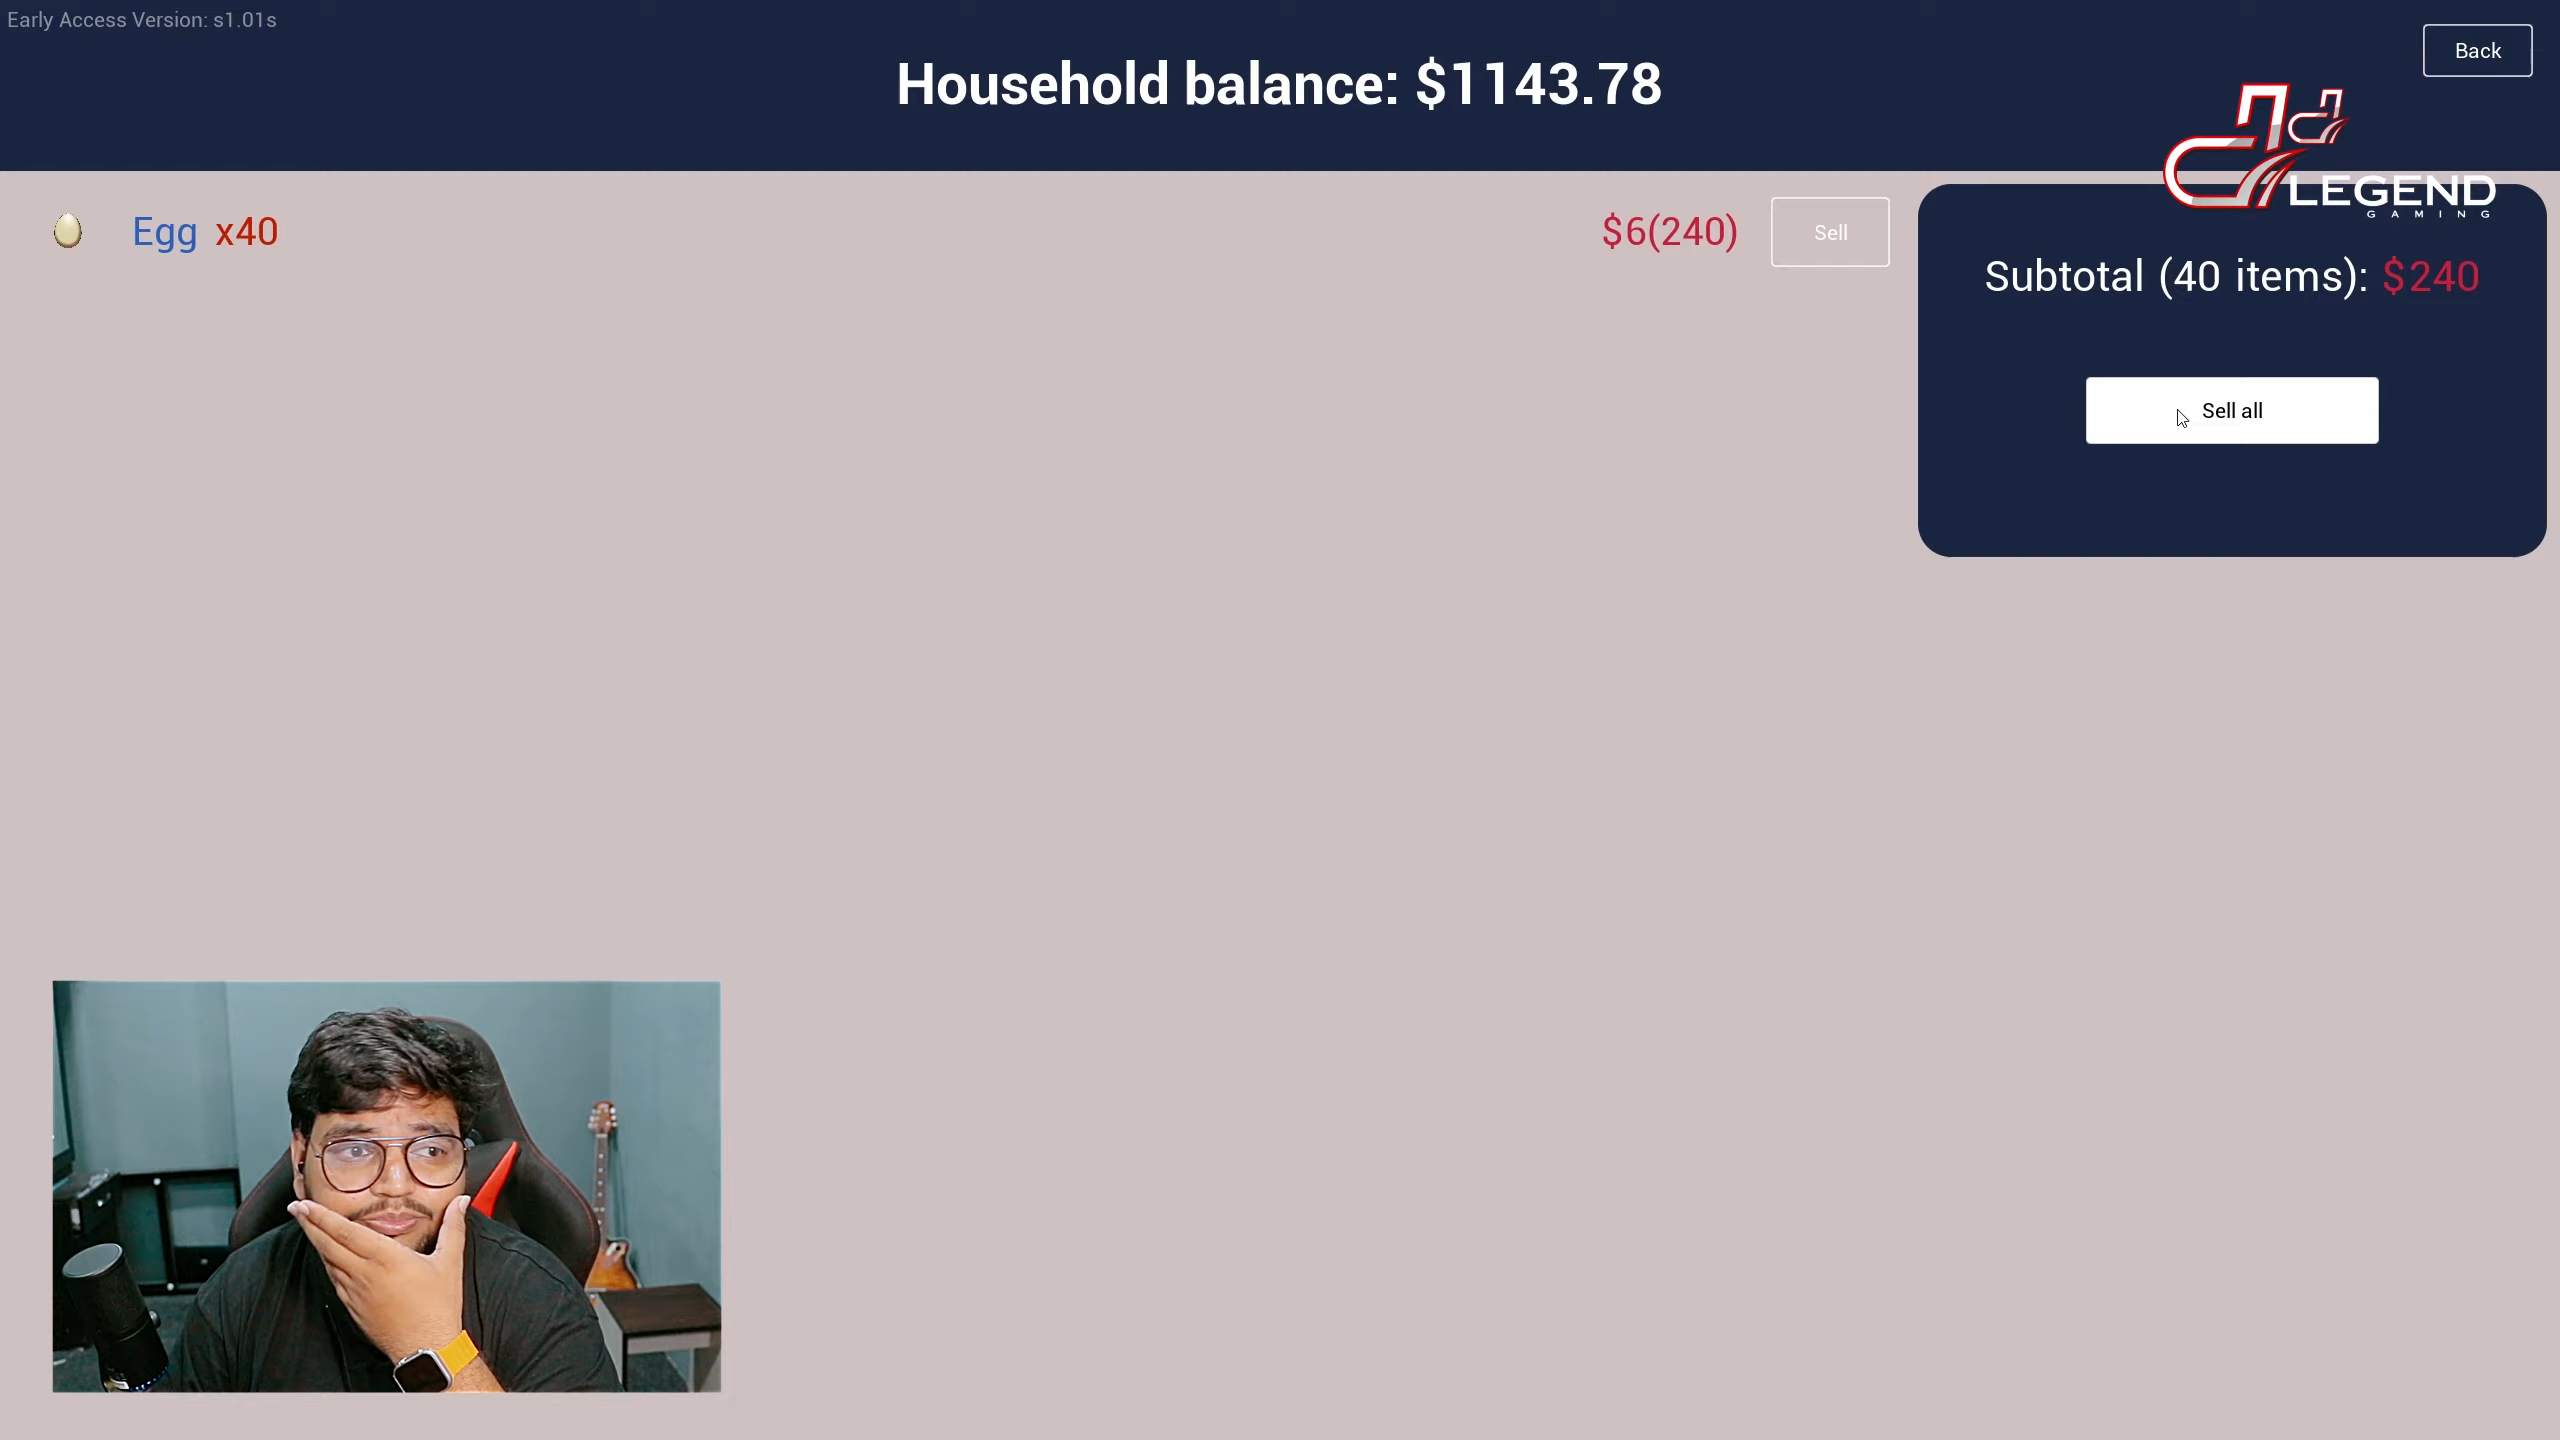 Early Access Version: s1.01s
Back
Household balance: $1143.78
LEGEND
GAMING
Egg x40
$6(240)
Sell
Subtotal (40 items): $240
Sell all